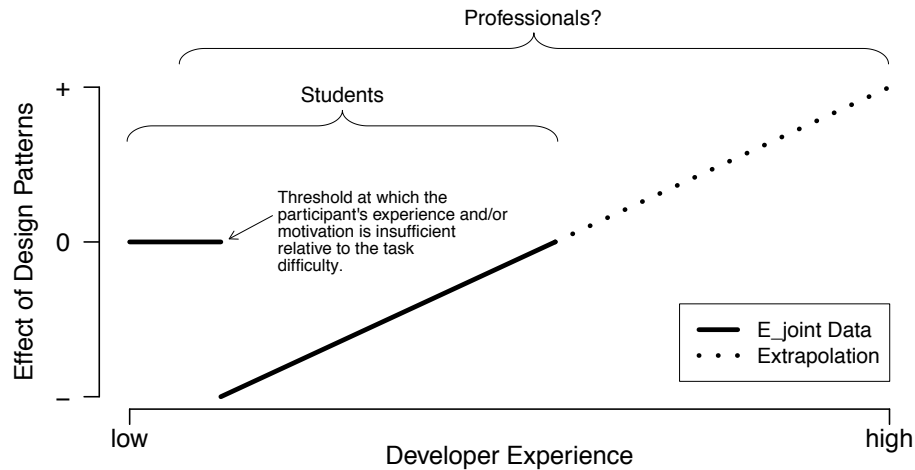 Professionals?
Students
Threshold at which the
participant's experience and/or
motivation is insufficient
relative to the task
difficulty.
Effect of Design Patterns
+
0
–
E_joint Data
Extrapolation
low
high
Developer Experience